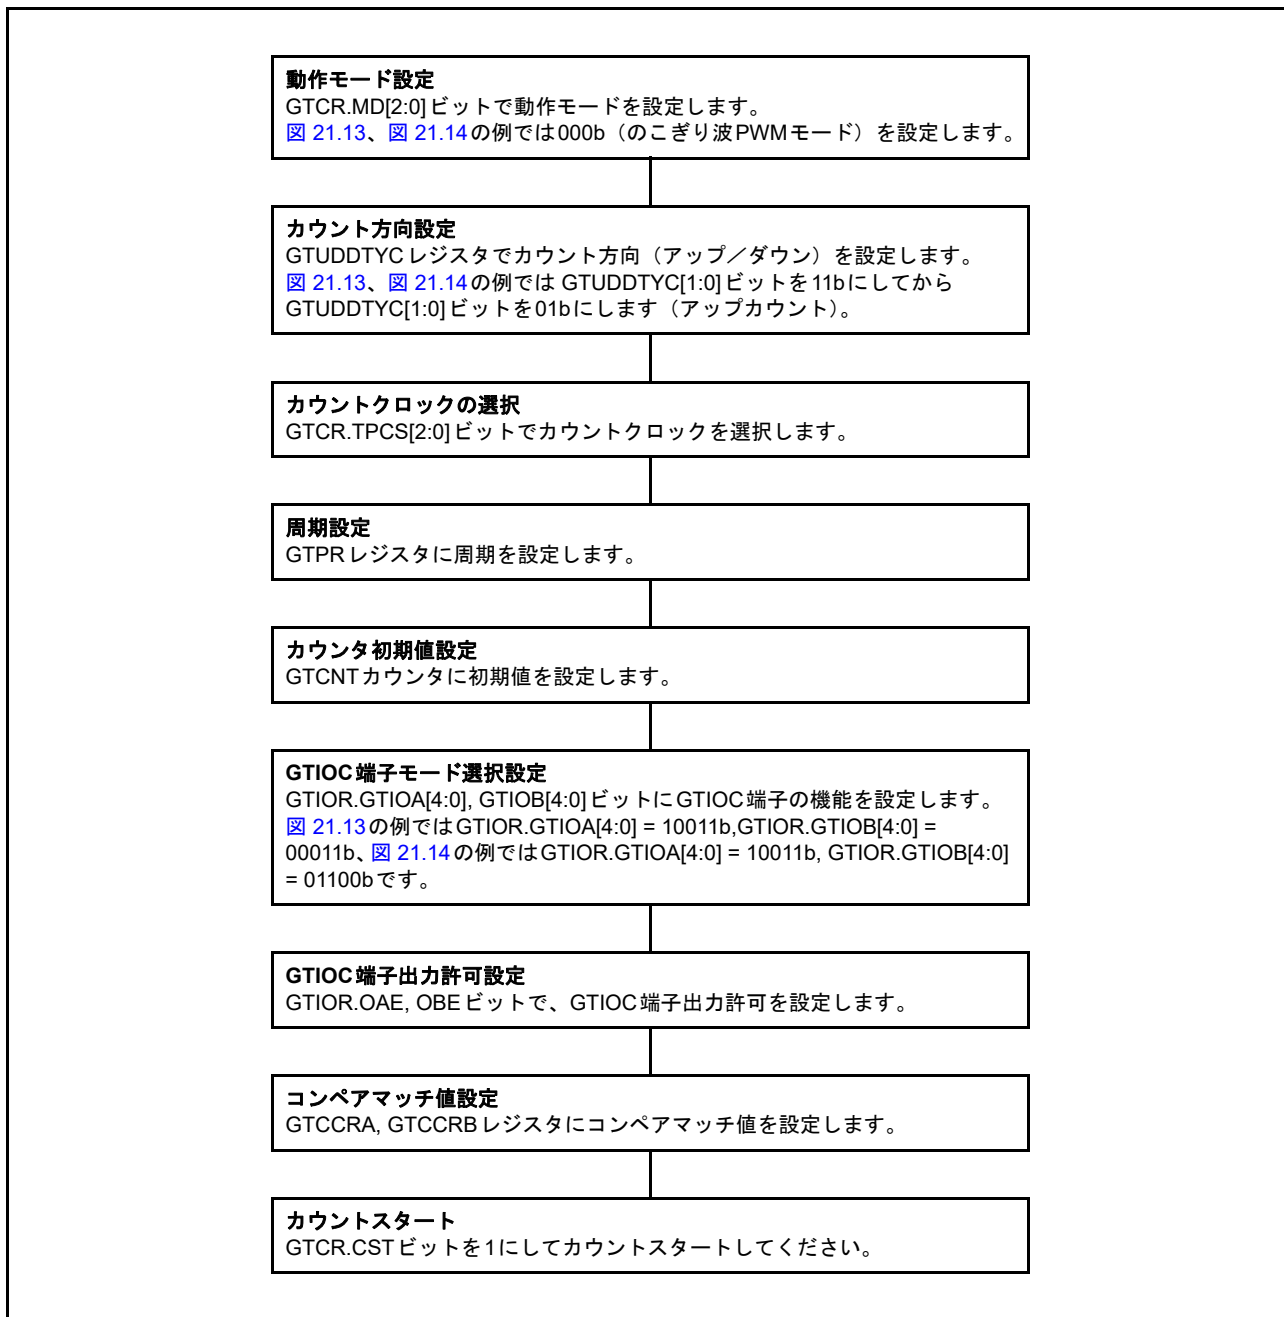 動作モード設定
GTCR.MD[2:0]ビットで動作モードを設定します。
図 21.13、図 21.14の例では000b（のこぎり波PWMモード）を設定します。
カウント方向設定
GTUDDTYCレジスタでカウント方向（アップ／ダウン）を設定します。
図 21.13、図 21.14の例では GTUDDTYC[1:0]ビットを11bにしてから
GTUDDTYC[1:0]ビットを01bにします（アップカウント）。
カウントクロックの選択
GTCR.TPCS[2:0]ビットでカウントクロックを選択します。
周期設定
GTPRレジスタに周期を設定します。
カウンタ初期値設定
GTCNTカウンタに初期値を設定します。
GTIOC端子モード選択設定
GTIOR.GTIOA[4:0], GTIOB[4:0]ビットにGTIOC端子の機能を設定します。
図 21.13の例ではGTIOR.GTIOA[4:0] = 10011b,GTIOR.GTIOB[4:0] =
00011b、図 21.14の例ではGTIOR.GTIOA[4:0] = 10011b, GTIOR.GTIOB[4:0]
= 01100bです。
GTIOC端子出力許可設定
GTIOR.OAE, OBEビットで、GTIOC端子出力許可を設定します。
コンペアマッチ値設定
GTCCRA, GTCCRBレジスタにコンペアマッチ値を設定します。
カウントスタート
GTCR.CSTビットを1にしてカウントスタートしてください。